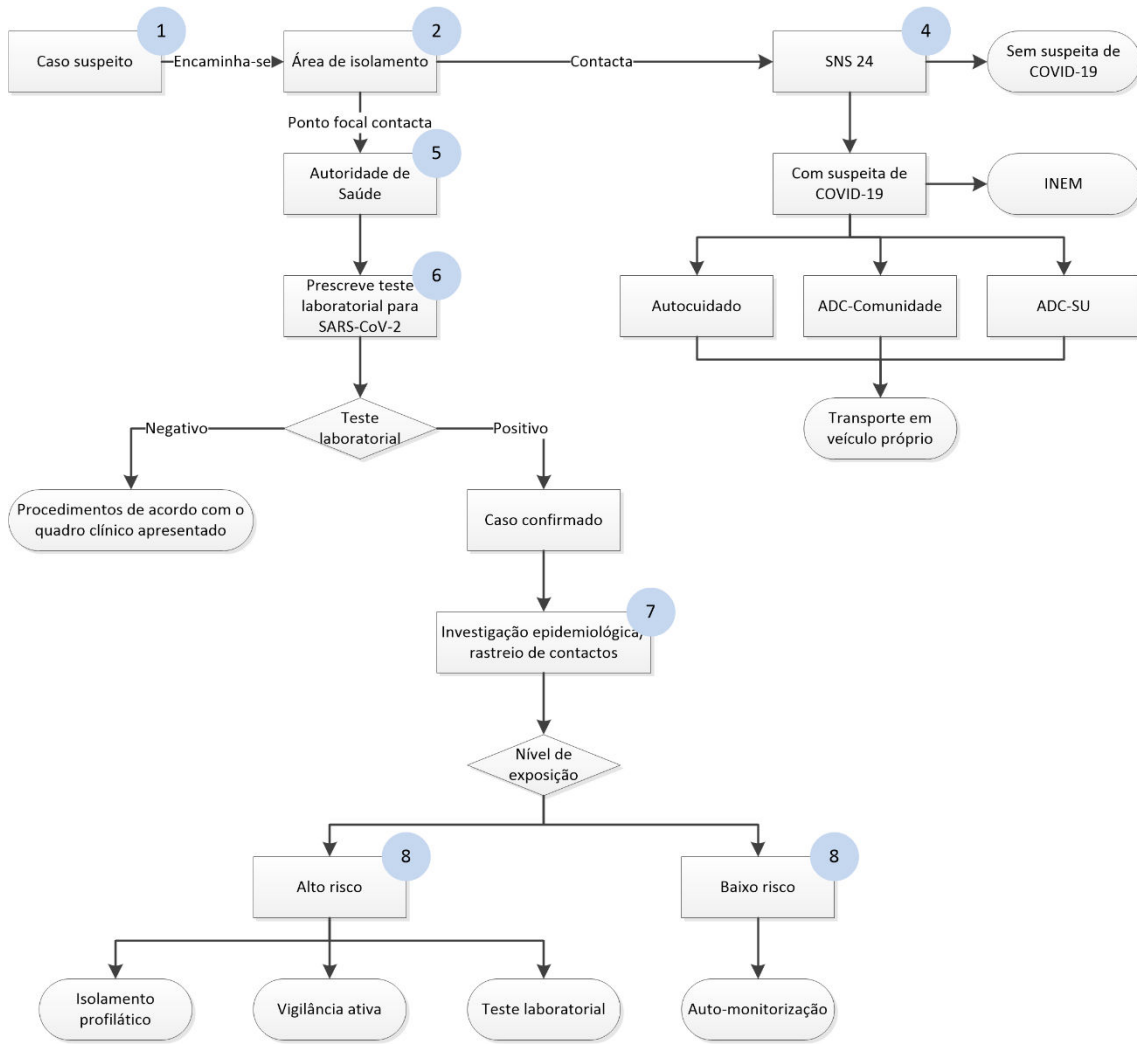 1
Caso suspeito
Encaminha-se
2
Área de isolamento
Contacta
4
SNS 24
Sem suspeita de
COVID-19
Ponto focal contacta
5
Autoridade de
Saúde
Com suspeita de
COVID-19
INEM
6
Prescreve teste
laboratorial para
SARS-CoV-2
Autocuidado
ADC-Comunidade
ADC-SU
Transporte em
veículo próprio
Negativo
Teste
laboratorial
Positivo
Procedimentos de acordo com o
quadro clínico apresentado
Caso confirmado
7
Investigação epidemiológica/
rastreio de contactos
Nível de
exposição
8
Alto risco
8
Baixo risco
Isolamento
profilático
Vigilância ativa
Teste laboratorial
Auto-monitorização